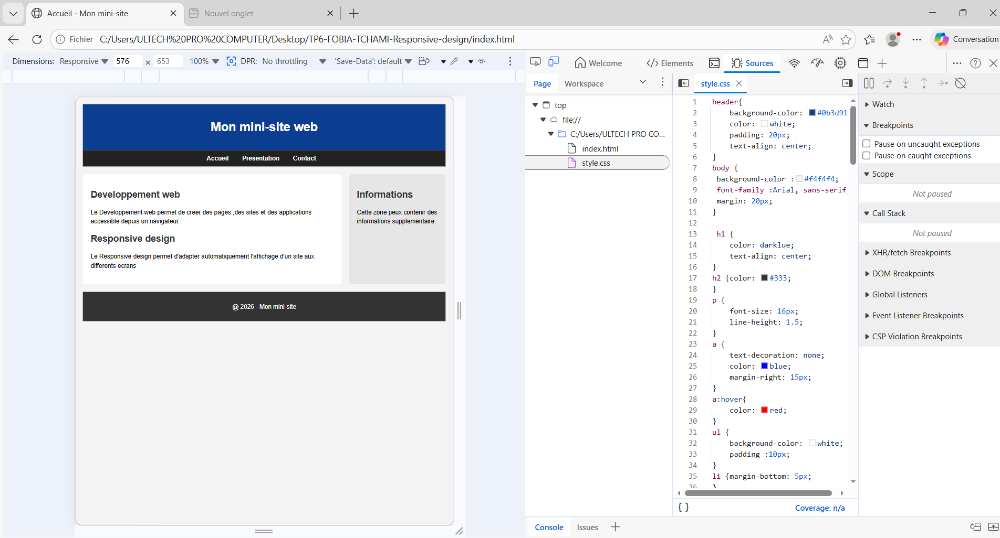 Accueil - Mon mini-site
Nouvel onglet
Fichier C:/Users/ULTECH%20PRO%20COMPUTER/Desktop/TP6-FOBIA-TCHAMI-Responsive-design/index.html
Conversation
Dimensions: Responsive 576 x 653 100% DPR: No throttling 'Save-Data': default
Welcome </> Elements Sources
Mon mini-site web
Accueil Presentation Contact
Developpement web
Le Developpement web permet de creer des pages ,des sites et des applications
accessible depuis un navigateur.
Responsive design
Le Responsive design permet d'adapter automatiquement l'affichage d'un site aux
differents ecrans
Informations
Cette zone peux contenir des
informations supplementaire.
@ 2026 - Mon mini-site
Page Workspace
top
file://
C:/Users/ULTECH PRO CO...
index.html
style.css
style.css
1 header{
2 background-color: #0b3d91
3 color: white;
4 padding: 20px;
5 text-align: center;
6 }
7 body {
8 background-color :#f4f4f4;
9 font-family :Arial, sans-serif
10 margin: 20px;
11 }
12
13 h1 {
14 color: darklue;
15 text-align: center;
16 }
17 h2 {color: #333;
18 }
19 p {
20 font-size: 16px;
21 line-height: 1.5;
22 }
23 a {
24 text-decoration: none;
25 color: blue;
26 margin-right: 15px;
27 }
28 a:hover{
29 color: red;
30 }
31 ul {
32 background-color: white;
33 padding :10px;
34 }
35 li {margin-bottom: 5px;
36 }
{ } Coverage: n/a
Watch
Breakpoints
Pause on uncaught exceptions
Pause on caught exceptions
Scope
Not paused
Call Stack
Not paused
XHR/fetch Breakpoints
DOM Breakpoints
Global Listeners
Event Listener Breakpoints
CSP Violation Breakpoints
Console Issues